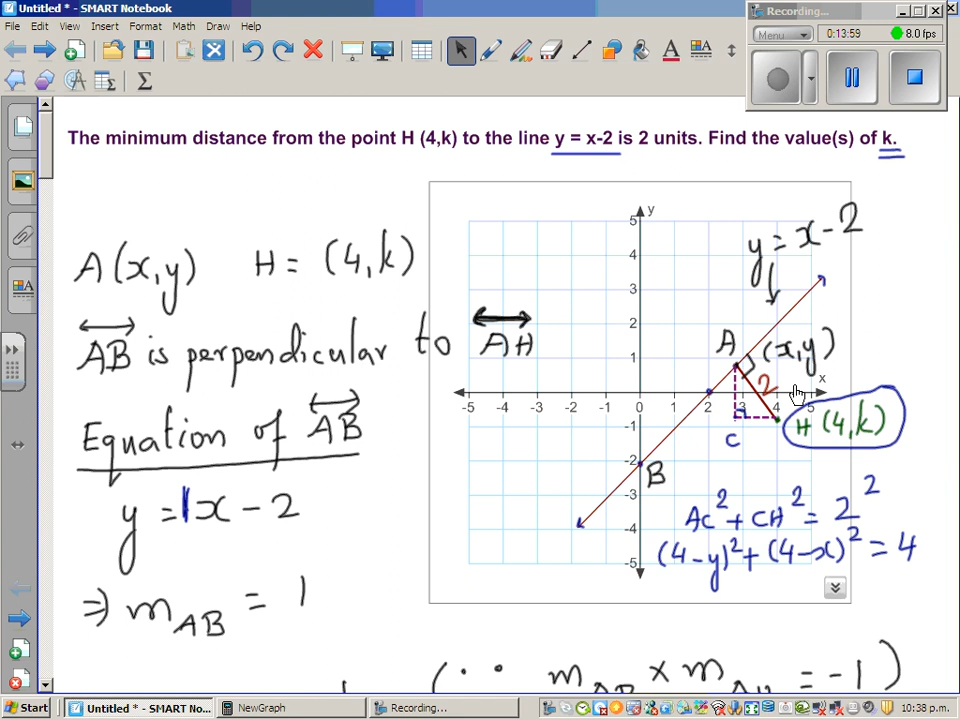 Untitled * - SMART Notebook
File Edit View Insert Format Math Draw Help
Recording...
Menu
0:13:59
8.0 fps
The minimum distance from the point H (4,k) to the line y = x-2 is 2 units. Find the value(s) of k.
A(x,y) H = (4,k)
AB is perpendicular to AH
Equation of AB
y = 1x - 2
⇒ mAB = 1
y
5
4
3
2
1
-5 -4 -3 -2 -1 0 1 2 3 4 5
x
-1
-2
-3
-4
-5
y = x - 2
A (x,y)
2
H (4,k)
C
B
AC² + CH² = 2²
(4-y)² + (4-x)² = 4
(∵ mAB × mAH = -1)
Start
Untitled * - SMART No...
NewGraph
Recording...
10:38 p.m.